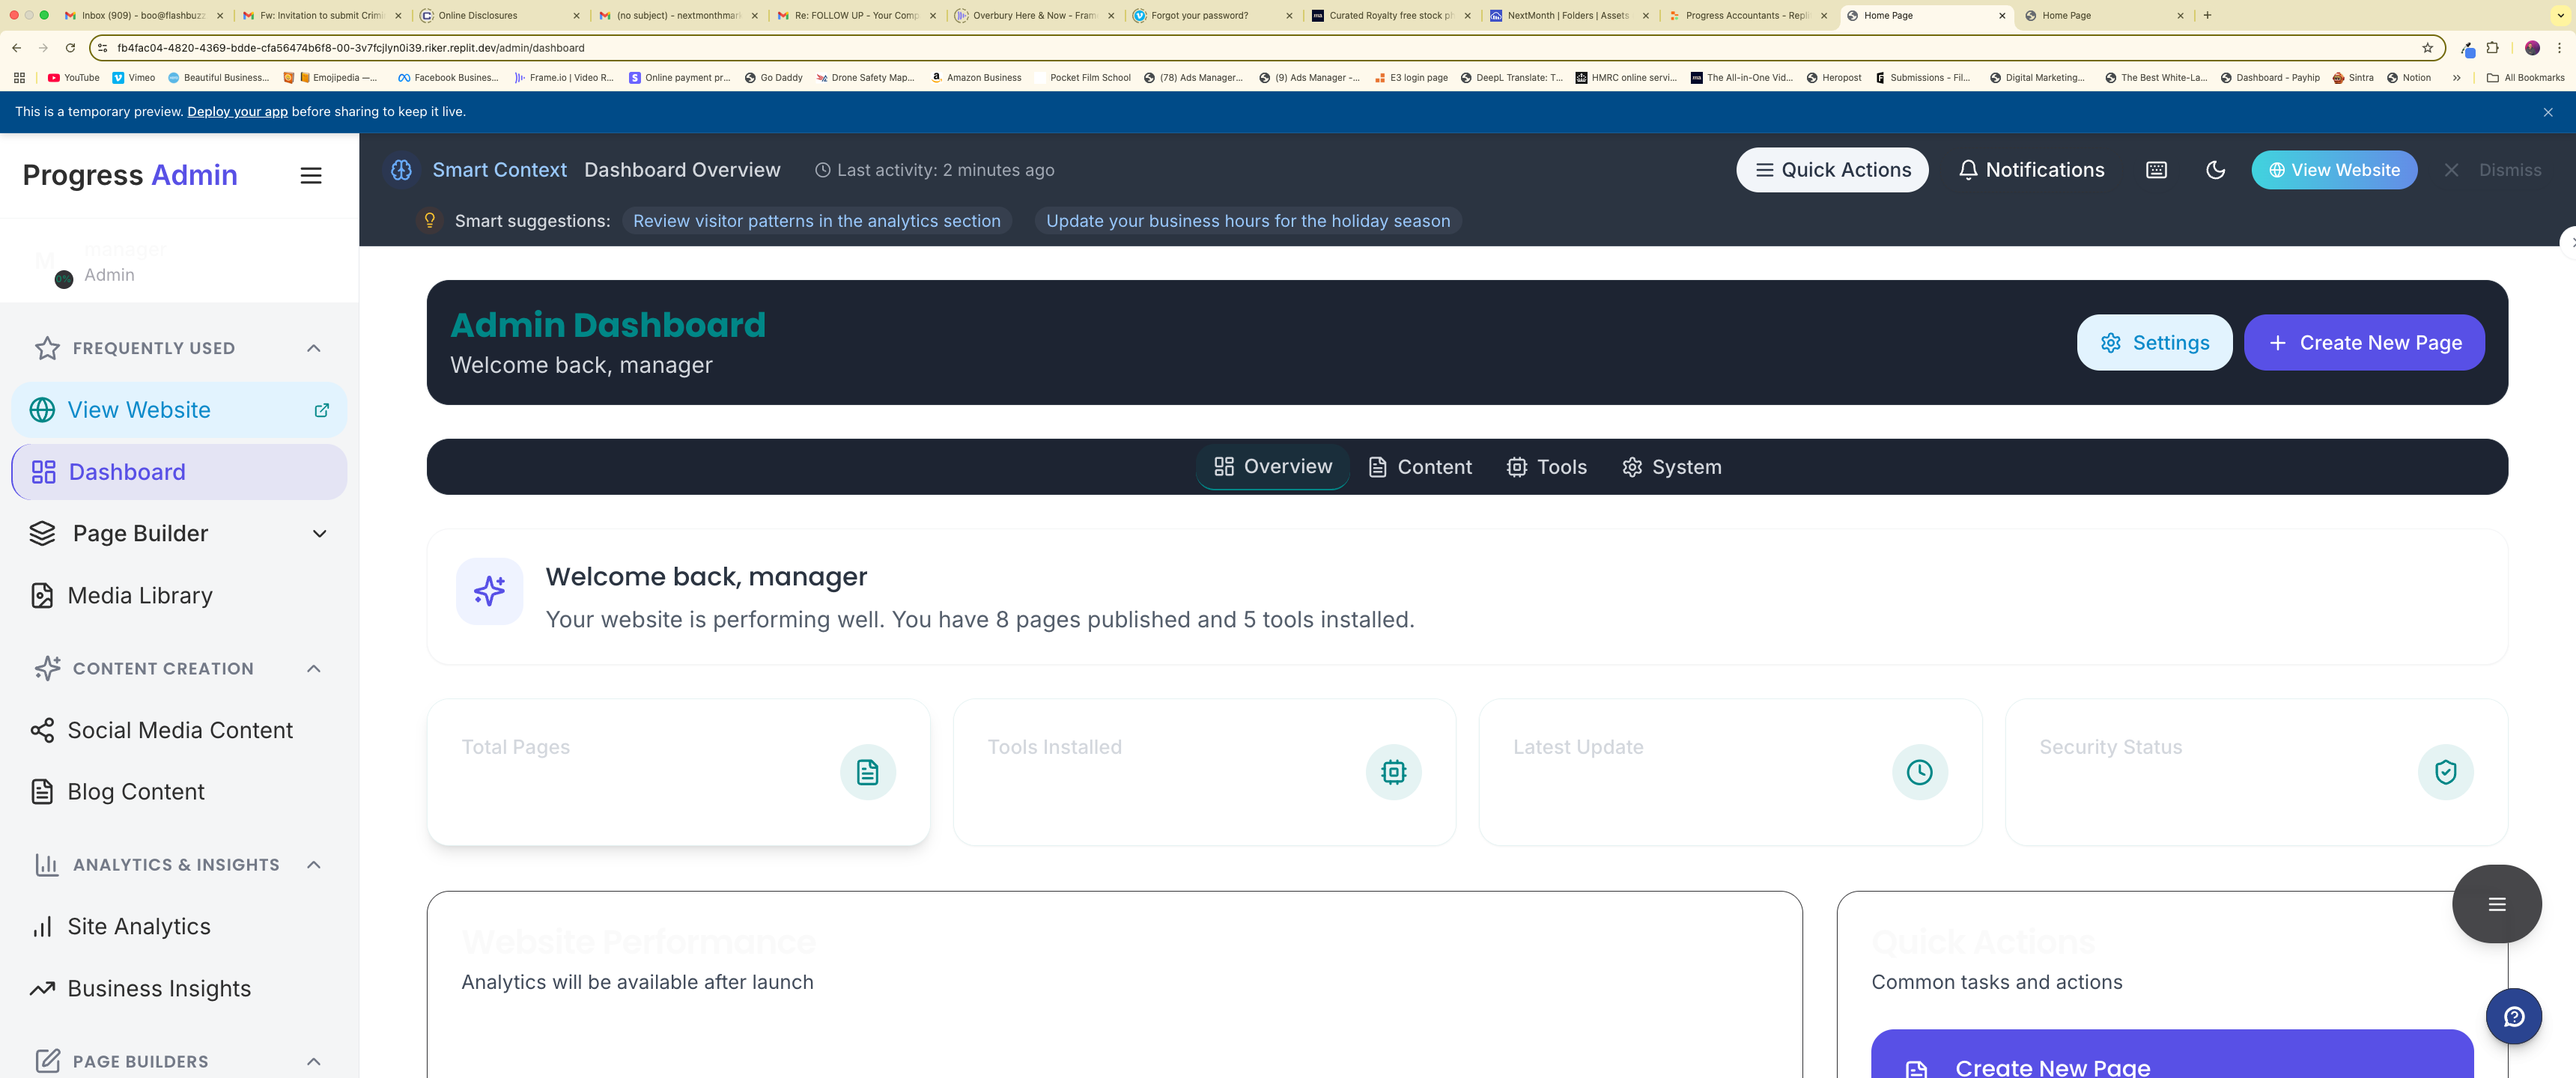 Inbox (909) - boo@flashbuzz
Fw: Invitation to submit Crimi
Online Disclosures
(no subject) - nextmonthmar
Re: FOLLOW UP - Your Comp
Overbury Here & Now - Fram
Forgot your password?
Curated Royalty free stock p
NextMonth | Folders | Assets
Progress Accountants - Repli
Home Page
Home Page
fb4fac04-4820-4369-bdde-cfa56474b6f8-00-3v7fcjlyn0i39.riker.replit.dev/admin/dashboard
YouTube
Vimeo
Beautiful Business...
Emojipedia —...
Facebook Busines...
Frame.io | Video R...
Online payment pr...
Go Daddy
Drone Safety Map...
Amazon Business
Pocket Film School
(78) Ads Manager...
(9) Ads Manager -...
E3 login page
DeepL Translate: T...
HMRC online servi...
The All-in-One Vid...
Heropost
Submissions - Fil...
Digital Marketing...
The Best White-La...
Dashboard - Payhip
Sintra
Notion
All Bookmarks
This is a temporary preview. Deploy your app before sharing to keep it live.
Progress Admin
Smart Context
Dashboard Overview
Last activity: 2 minutes ago
Quick Actions
Notifications
View Website
Dismiss
Smart suggestions:
Review visitor patterns in the analytics section
Update your business hours for the holiday season
M
manager
0%
Admin
FREQUENTLY USED
View Website
Dashboard
Page Builder
Media Library
CONTENT CREATION
Social Media Content
Blog Content
ANALYTICS & INSIGHTS
Site Analytics
Business Insights
PAGE BUILDERS
Admin Dashboard
Welcome back, manager
Settings
Create New Page
Overview
Content
Tools
System
Welcome back, manager
Your website is performing well. You have 8 pages published and 5 tools installed.
Total Pages
Tools Installed
Latest Update
Security Status
Website Performance
Analytics will be available after launch
Quick Actions
Common tasks and actions
Create New Page